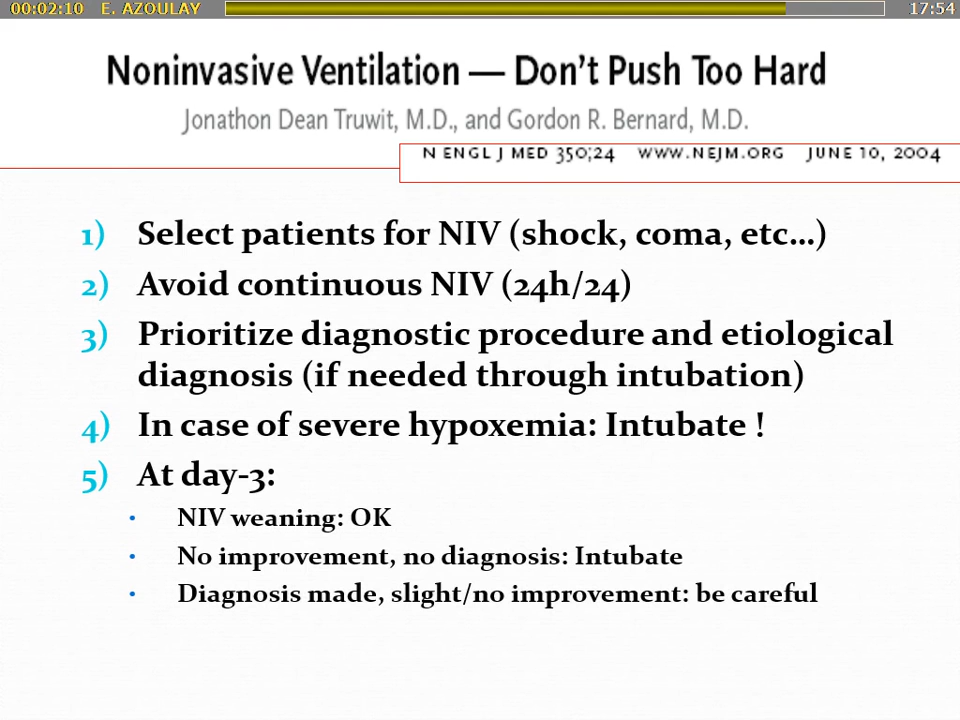 00:02:10 E. AZOULAY 17:54
Noninvasive Ventilation — Don't Push Too Hard
Jonathon Dean Truwit, M.D., and Gordon R. Bernard, M.D.
N ENGL J MED 350;24 WWW.NEJM.ORG JUNE 10, 2004
1) Select patients for NIV (shock, coma, etc...)
2) Avoid continuous NIV (24h/24)
3) Prioritize diagnostic procedure and etiological
diagnosis (if needed through intubation)
4) In case of severe hypoxemia: Intubate !
5) At day-3:
• NIV weaning: OK
• No improvement, no diagnosis: Intubate
• Diagnosis made, slight/no improvement: be careful